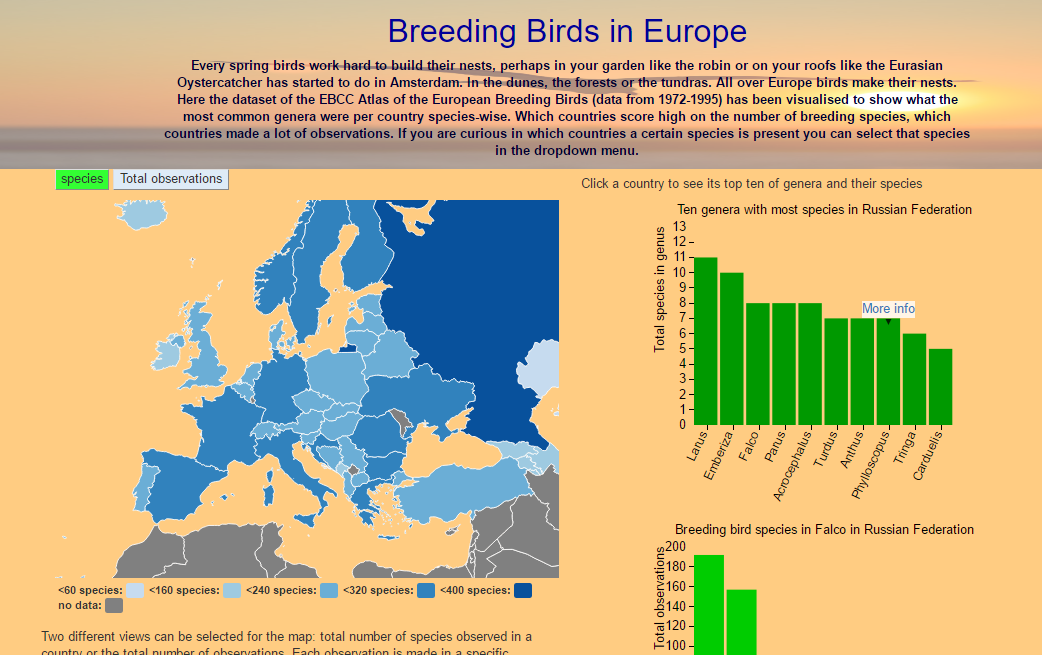 Breeding Birds in Europe
Every spring birds work hard to build their nests, perhaps in your garden like the robin or on your roofs like the Eurasian
Oystercatcher has started to do in Amsterdam. In the dunes, the forests or the tundras. All over Europe birds make their nests.
Here the dataset of the EBCC Atlas of the European Breeding Birds (data from 1972-1995) has been visualised to show what the
most common genera were per country species-wise. Which countries score high on the number of breeding species, which
countries made a lot of observations. If you are curious in which countries a certain species is present you can select that species
in the dropdown menu.
species
Total observations
<60 species:
<160 species:
<240 species:
<320 species:
<400 species:
no data:
Two different views can be selected for the map: total number of species observed in a
country or the total number of observations. Each observation is made in a specific
Click a country to see its top ten of genera and their species
Ten genera with most species in Russian Federation
Total species in genus
13
12
11
10
9
8
7
6
5
4
3
2
1
0
More info
Larus
Emberiza
Falco
Parus
Acrocephalus
Turdus
Anthus
Phylloscopus
Tringa
Carduelis
Breeding bird species in Falco in Russian Federation
Total observations
200
180
160
140
120
100